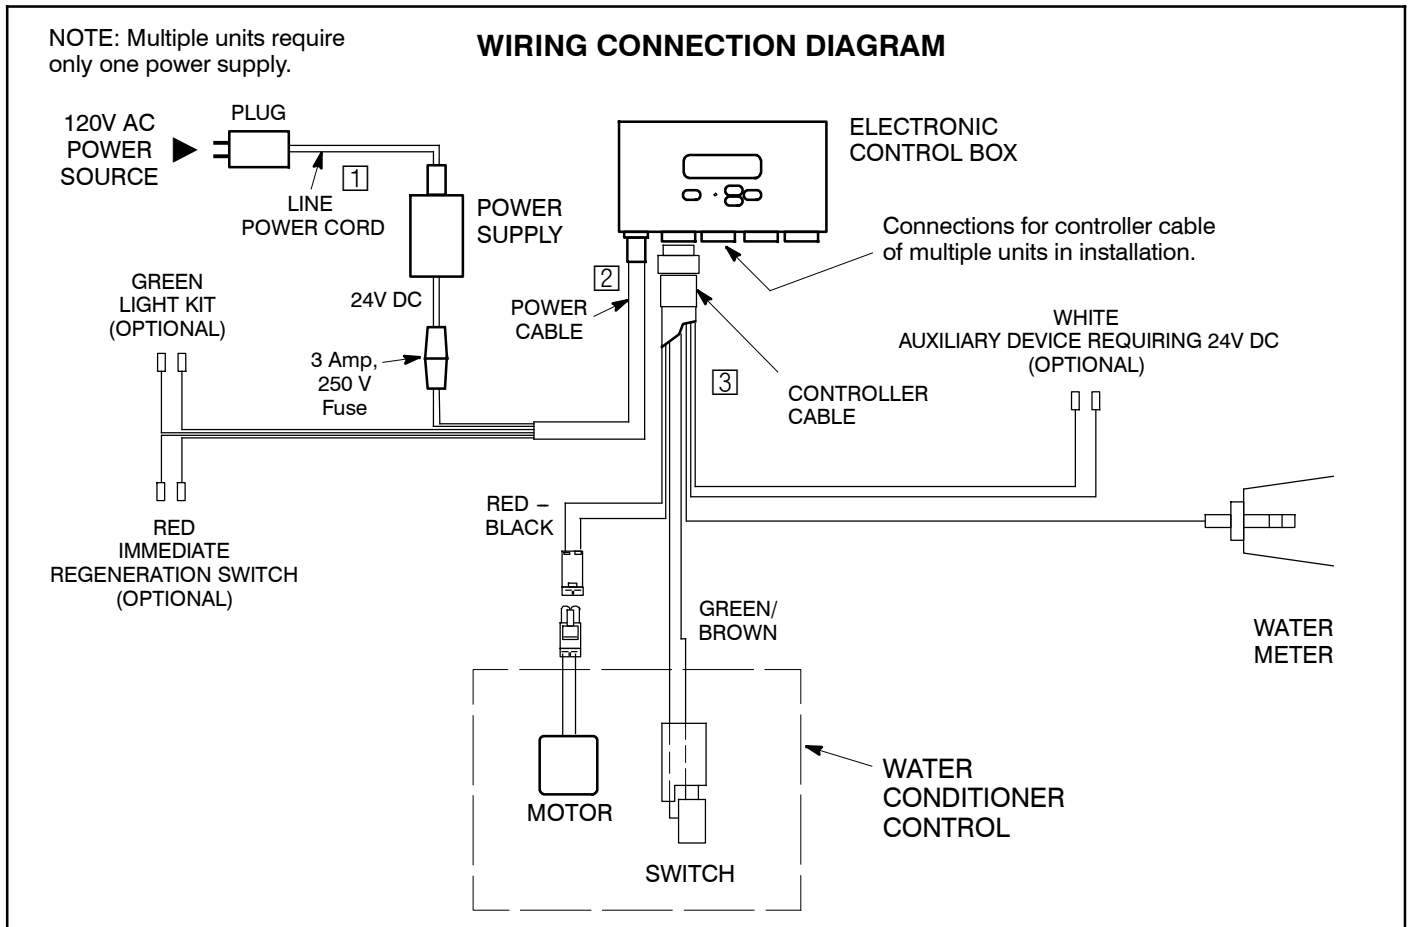 NOTE: Multiple units require
only one power supply.
WIRING CONNECTION DIAGRAM
120V AC
POWER
SOURCE
PLUG
1
LINE
POWER CORD
POWER
SUPPLY
ELECTRONIC
CONTROL BOX
Connections for controller cable
of multiple units in installation.
GREEN
LIGHT KIT
(OPTIONAL)
24V DC
2
POWER
CABLE
3 Amp,
250 V
Fuse
WHITE
AUXILIARY DEVICE REQUIRING 24V DC
(OPTIONAL)
3
CONTROLLER
CABLE
RED –
BLACK
RED
IMMEDIATE
REGENERATION SWITCH
(OPTIONAL)
GREEN/
BROWN
WATER
METER
MOTOR
SWITCH
WATER
CONDITIONER
CONTROL